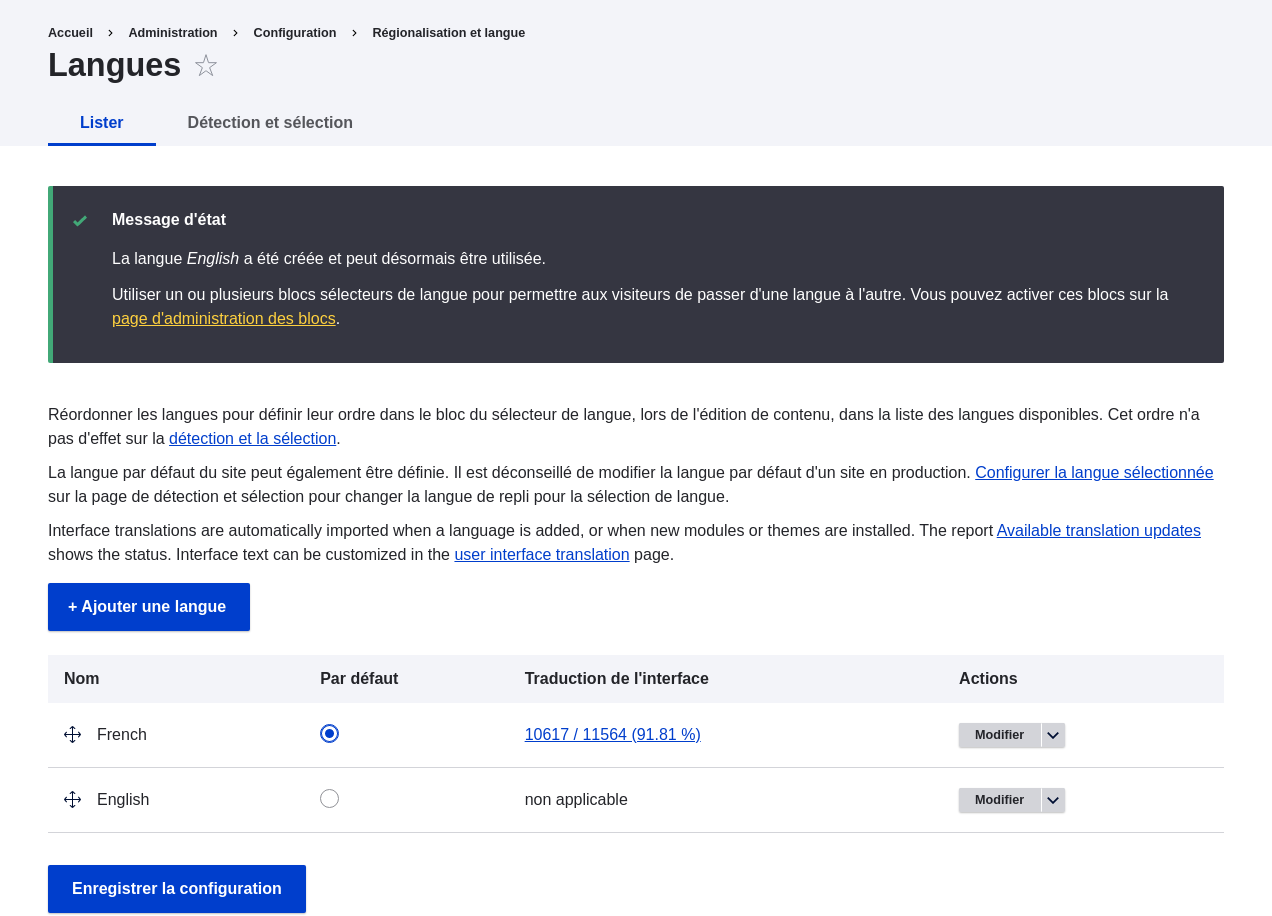 Accueil > Administration > Configuration > Régionalisation et langue
Langues
Lister Détection et sélection
Message d'état
La langue English a été créée et peut désormais être utilisée.
Utiliser un ou plusieurs blocs sélecteurs de langue pour permettre aux visiteurs de passer d'une langue à l'autre. Vous pouvez activer ces blocs sur la
page d'administration des blocs.
Réordonner les langues pour définir leur ordre dans le bloc du sélecteur de langue, lors de l'édition de contenu, dans la liste des langues disponibles. Cet ordre n'a
pas d'effet sur la détection et la sélection.
La langue par défaut du site peut également être définie. Il est déconseillé de modifier la langue par défaut d'un site en production. Configurer la langue sélectionnée
sur la page de détection et sélection pour changer la langue de repli pour la sélection de langue.
Interface translations are automatically imported when a language is added, or when new modules or themes are installed. The report Available translation updates
shows the status. Interface text can be customized in the user interface translation page.
+ Ajouter une langue
Nom Par défaut Traduction de l'interface Actions
French 10617 / 11564 (91.81 %) Modifier
English non applicable Modifier
Enregistrer la configuration